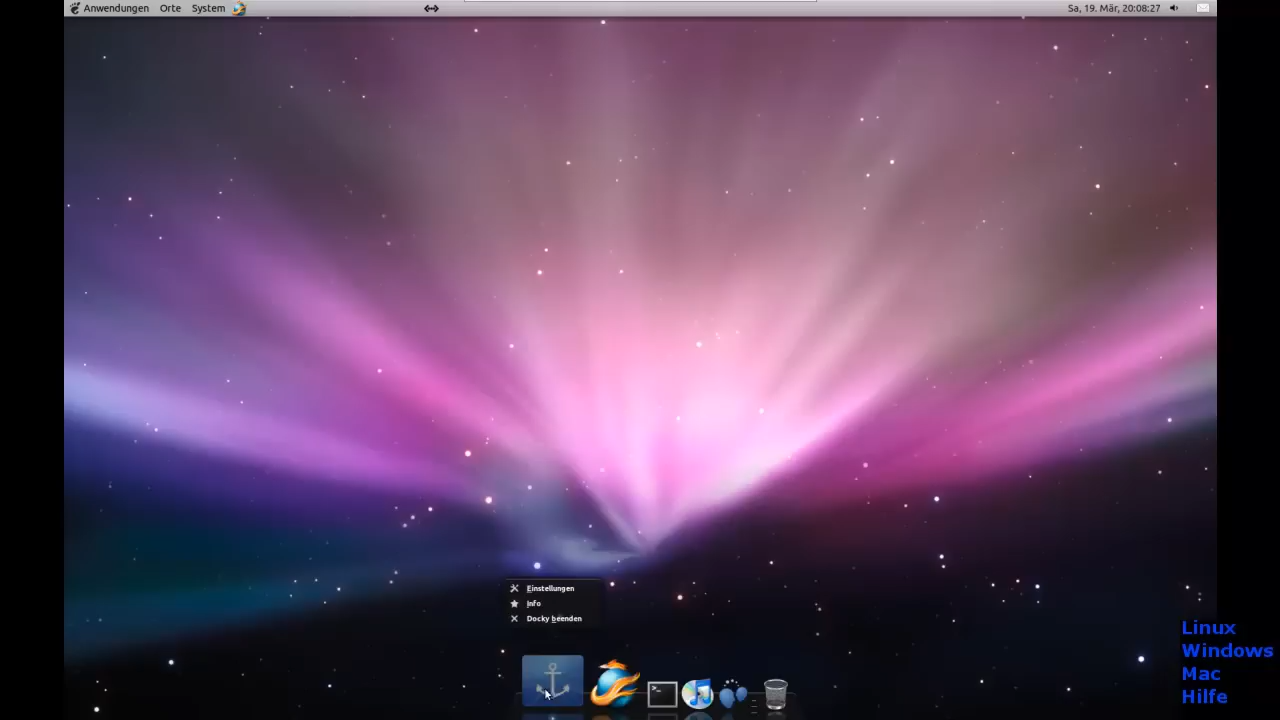 Anwendungen Orte System
Sa, 19. Mär, 20:08:27
Einstellungen
Info
Docky beenden
Linux
Windows
Mac
Hilfe